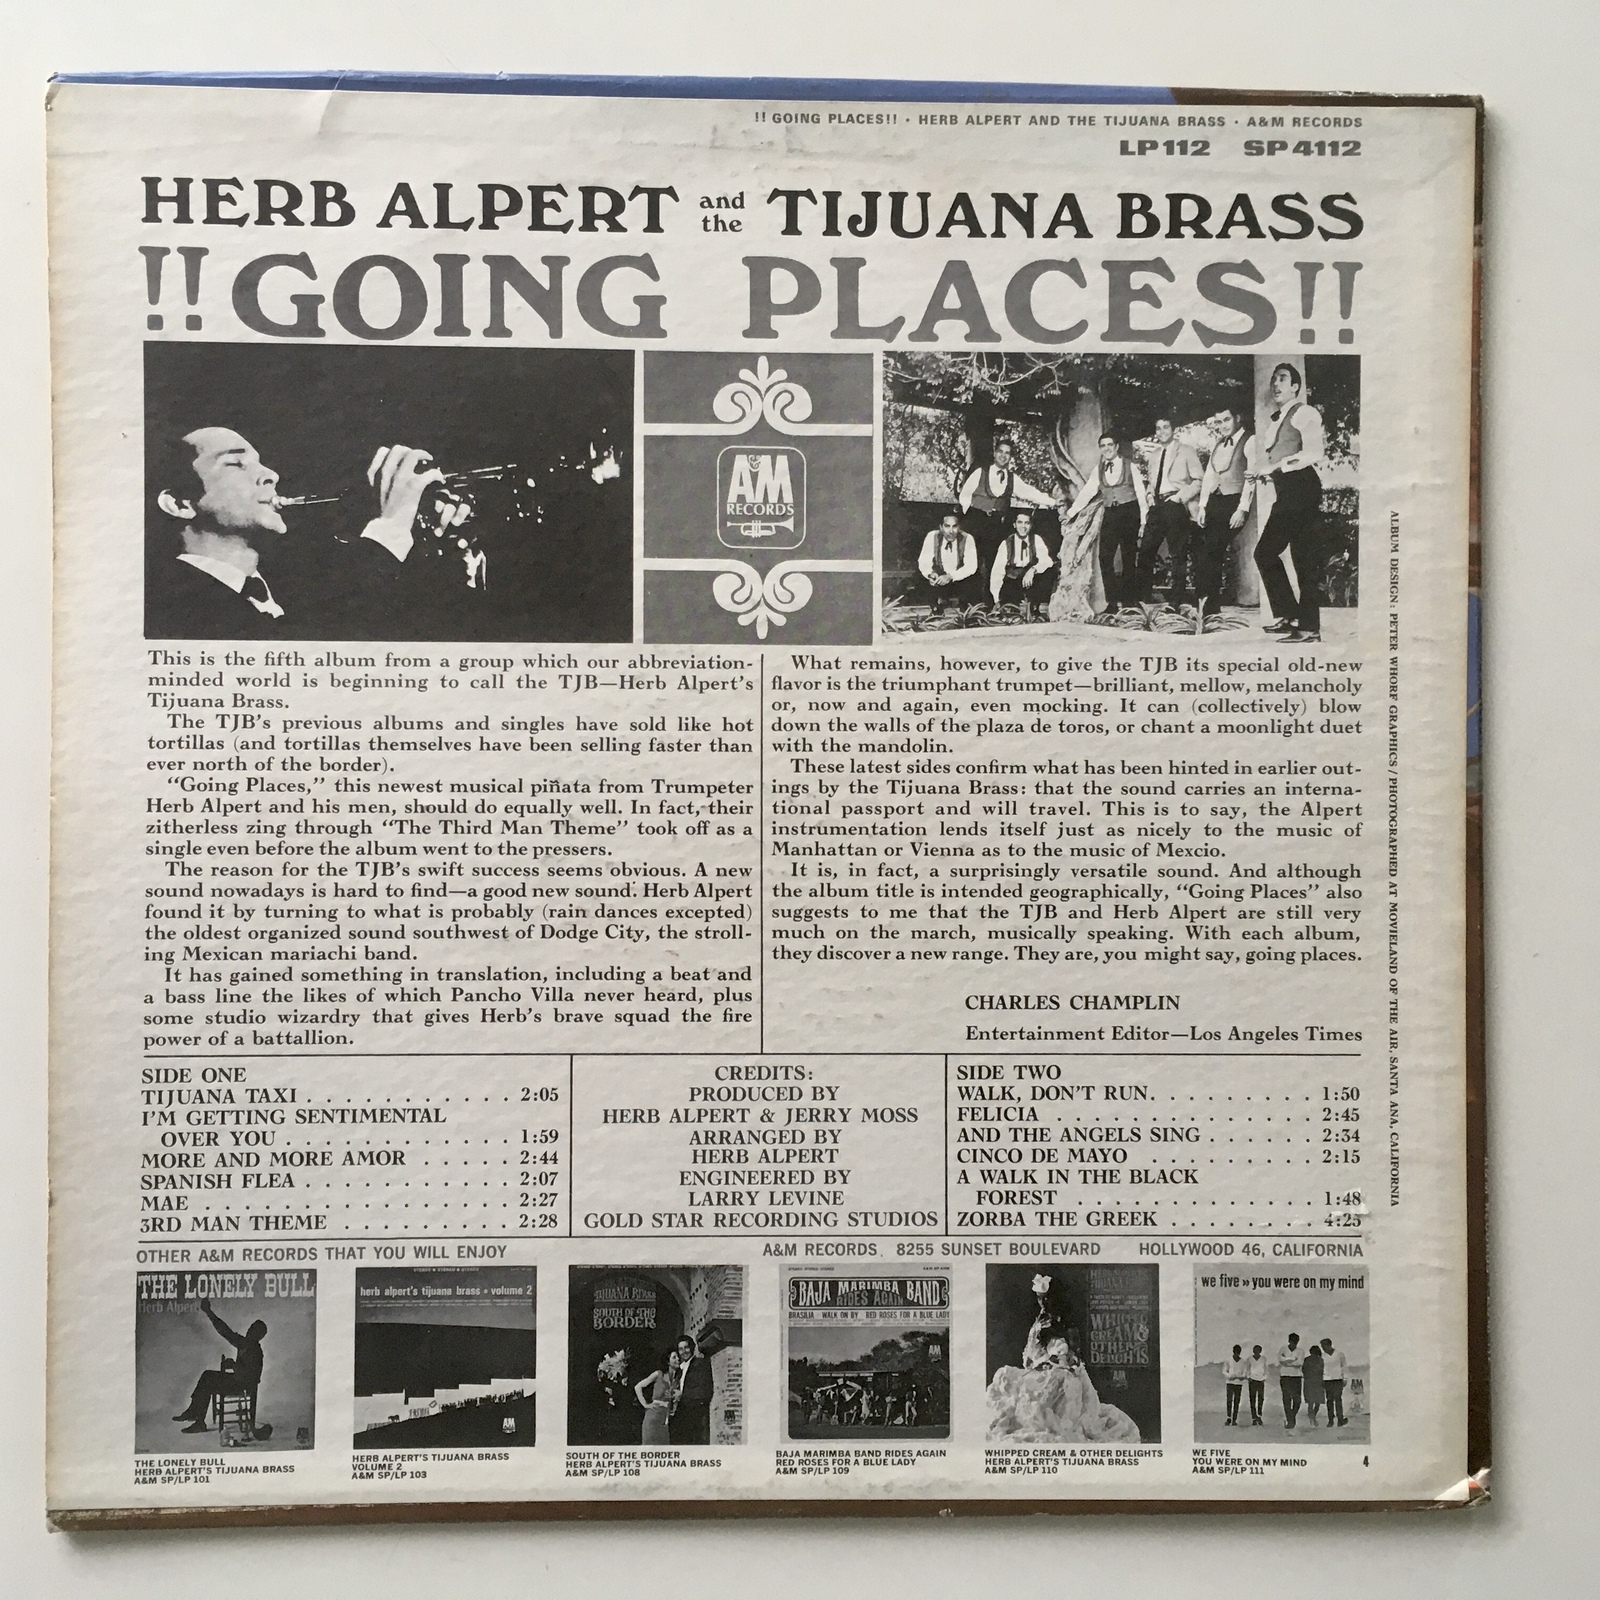 !! GOING PLACES!! · HERB ALPERT AND THE TIJUANA BRASS · A&M RECORDS
LP 112 SP 4112
HERB ALPERT and the TIJUANA BRASS
!!GOING PLACES!!
A&M
RECORDS
This is the fifth album from a group which our abbreviation-
minded world is beginning to call the TJB—Herb Alpert's
Tijuana Brass.
The TJB's previous albums and singles have sold like hot
tortillas (and tortillas themselves have been selling faster than
ever north of the border).
"Going Places," this newest musical piñata from Trumpeter
Herb Alpert and his men, should do equally well. In fact, their
zitherless zing through "The Third Man Theme" took off as a
single even before the album went to the pressers.
The reason for the TJB's swift success seems obvious. A new
sound nowadays is hard to find—a good new sound. Herb Alpert
found it by turning to what is probably (rain dances excepted)
the oldest organized sound southwest of Dodge City, the stroll-
ing Mexican mariachi band.
It has gained something in translation, including a beat and
a bass line the likes of which Pancho Villa never heard, plus
some studio wizardry that gives Herb's brave squad the fire
power of a battallion.
What remains, however, to give the TJB its special old-new
flavor is the triumphant trumpet—brilliant, mellow, melancholy
or, now and again, even mocking. It can (collectively) blow
down the walls of the plaza de toros, or chant a moonlight duet
with the mandolin.
These latest sides confirm what has been hinted in earlier out-
ings by the Tijuana Brass: that the sound carries an interna-
tional passport and will travel. This is to say, the Alpert
instrumentation lends itself just as nicely to the music of
Manhattan or Vienna as to the music of Mexcio.
It is, in fact, a surprisingly versatile sound. And although
the album title is intended geographically, "Going Places" also
suggests to me that the TJB and Herb Alpert are still very
much on the march, musically speaking. With each album,
they discover a new range. They are, you might say, going places.
CHARLES CHAMPLIN
Entertainment Editor—Los Angeles Times
ALBUM DESIGN: PETER WHORF GRAPHICS / PHOTOGRAPHED AT MOVIELAND OF THE AIR, SANTA ANA, CALIFORNIA
SIDE ONE
TIJUANA TAXI . . . . . . . . . . . 2:05
I'M GETTING SENTIMENTAL
OVER YOU . . . . . . . . . . . . 1:59
MORE AND MORE AMOR . . . . . 2:44
SPANISH FLEA . . . . . . . . . . . 2:07
MAE . . . . . . . . . . . . . . . . 2:27
3RD MAN THEME . . . . . . . . . 2:28
CREDITS:
PRODUCED BY
HERB ALPERT & JERRY MOSS
ARRANGED BY
HERB ALPERT
ENGINEERED BY
LARRY LEVINE
GOLD STAR RECORDING STUDIOS
SIDE TWO
WALK, DON'T RUN. . . . . . . . . 1:50
FELICIA . . . . . . . . . . . . . . 2:45
AND THE ANGELS SING . . . . . . 2:34
CINCO DE MAYO . . . . . . . . . 2:15
A WALK IN THE BLACK
FOREST . . . . . . . . . . . . . 1:48
ZORBA THE GREEK . . . . . . . . 4:25
OTHER A&M RECORDS THAT YOU WILL ENJOY
A&M RECORDS, 8255 SUNSET BOULEVARD HOLLYWOOD 46, CALIFORNIA
THE LONELY BULL
Herb Alpert
herb alpert's tijuana brass · volume 2
TIJUANA BRASS
SOUTH OF THE
BORDER
BAJA MARIMBA BAND
RIDES AGAIN
BRASILIA WALK ON BY RED ROSES FOR A BLUE LADY
WHIPPED
CREAM &
OTHER
DELIGHTS
we five »» you were on my mind
THE LONELY BULL
HERB ALPERT'S TIJUANA BRASS
A&M SP/LP 101
HERB ALPERT'S TIJUANA BRASS
VOLUME 2
A&M SP/LP 103
SOUTH OF THE BORDER
HERB ALPERT'S TIJUANA BRASS
A&M SP/LP 108
BAJA MARIMBA BAND RIDES AGAIN
RED ROSES FOR A BLUE LADY
A&M SP/LP 109
WHIPPED CREAM & OTHER DELIGHTS
HERB ALPERT'S TIJUANA BRASS
A&M SP/LP 110
WE FIVE
YOU WERE ON MY MIND
A&M SP/LP 111
4